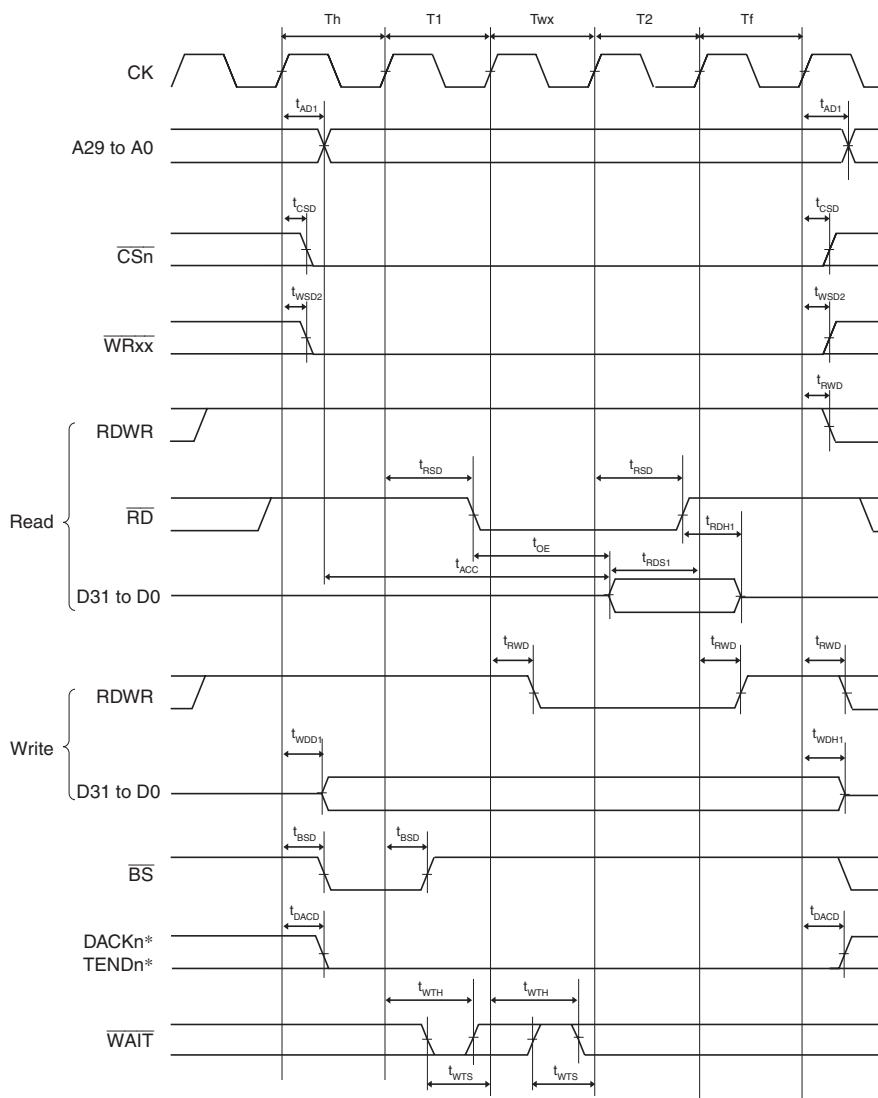 Th T1 Twx T2 Tf
CK
tAD1 tAD1
A29 to A0
tCSD tCSD
CSn
tWSD2 tWSD2
WRxx
tRWD
RDWR
tRSD tRSD
Read
RD
tRDH1
tOE
tACC tRDS1
D31 to D0
tRWD tRWD tRWD
RDWR
Write
tWDD1 tWDH1
D31 to D0
tBSD tBSD
BS
tDACD tDACD
DACKn*
TENDn*
tWTH tWTH
WAIT
tWTS tWTS